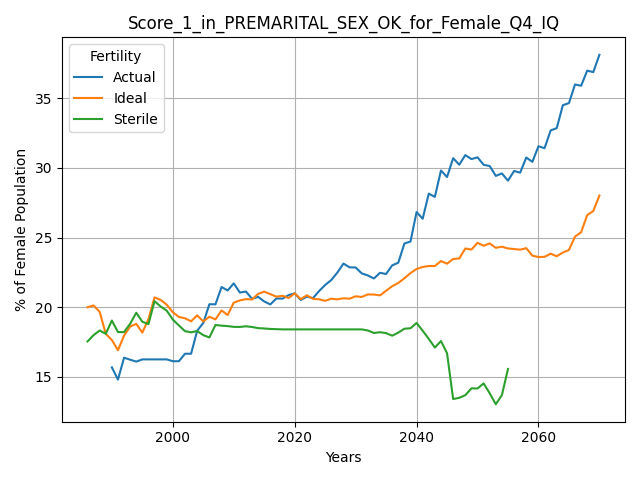 Score_1_in_PREMARITAL_SEX_OK_for_Female_Q4_IQ
Fertility
Actual
Ideal
Sterile
% of Female Population
35
30
25
20
15
2000
2020
2040
2060
Years